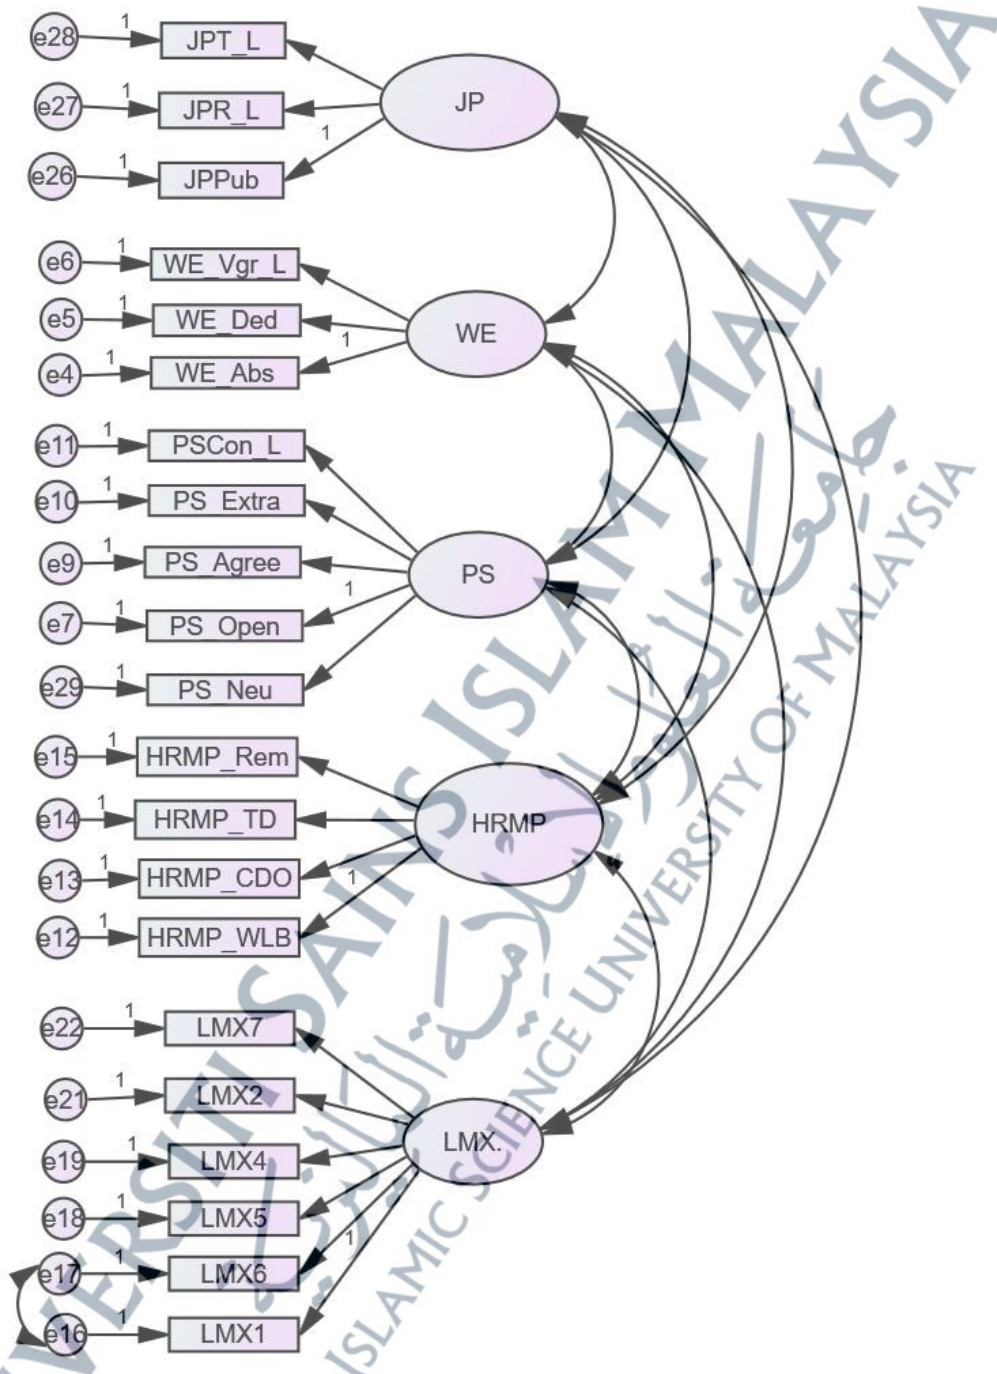 e28 1 JPT_L
JP
e27 1 JPR_L
1
e26 1 JPPub
e6 1 WE_Vgr_L
e5 1 WE_Ded
WE
1
e4 1 WE_Abs
e11 1 PSCon_L
e10 1 PS_Extra
e9 1 PS_Agree
PS
1
e7 1 PS_Open
e29 1 PS_Neu
e15 1 HRMP_Rem
e14 1 HRMP_TD
HRMP
e13 1 HRMP_CDO
1
e12 1 HRMP_WLB
e22 1 LMX7
e21 1 LMX2
LMX.
e19 1 LMX4
e18 1 LMX5
1
e17 1 LMX6
e16 1 LMX1
VERSITI SAINS ISLAM MALAYSIA
ISLAMIC SCIENCE UNIVERSITY OF MALAYSIA